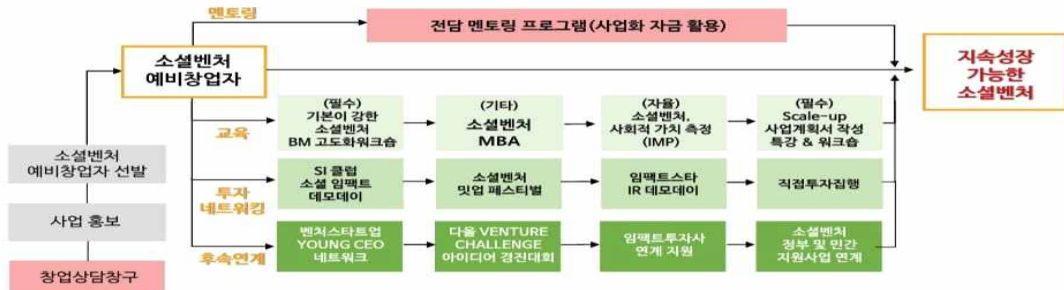 멘토링
전담 멘토링 프로그램(사업화 자금 활용)
소셜벤처
예비창업자
지속성장
가능한
소셜벤처
교육
(필수)
기본이 강한
소셜벤처
BM 고도화워크숍
(기타)
소셜벤처
MBA
(자율)
소셜벤처,
사회적 가치 측정
(IMP)
(필수)
Scale-up
사업계획서 작성
특강 & 워크숍
소셜벤처
예비창업자 선발
투자
네트워킹
SI 클럽
소셜 임팩트
데모데이
소셜벤처
밋업 페스티벌
임팩트스타
IR 데모데이
직접투자집행
사업 홍보
후속연계
벤처스타트업
YOUNG CEO
네트워크
다울 VENTURE
CHALLENGE
아이디어 경진대회
임팩트투자사
연계 지원
소셜벤처
정부 및 민간
지원사업 연계
창업상담창구